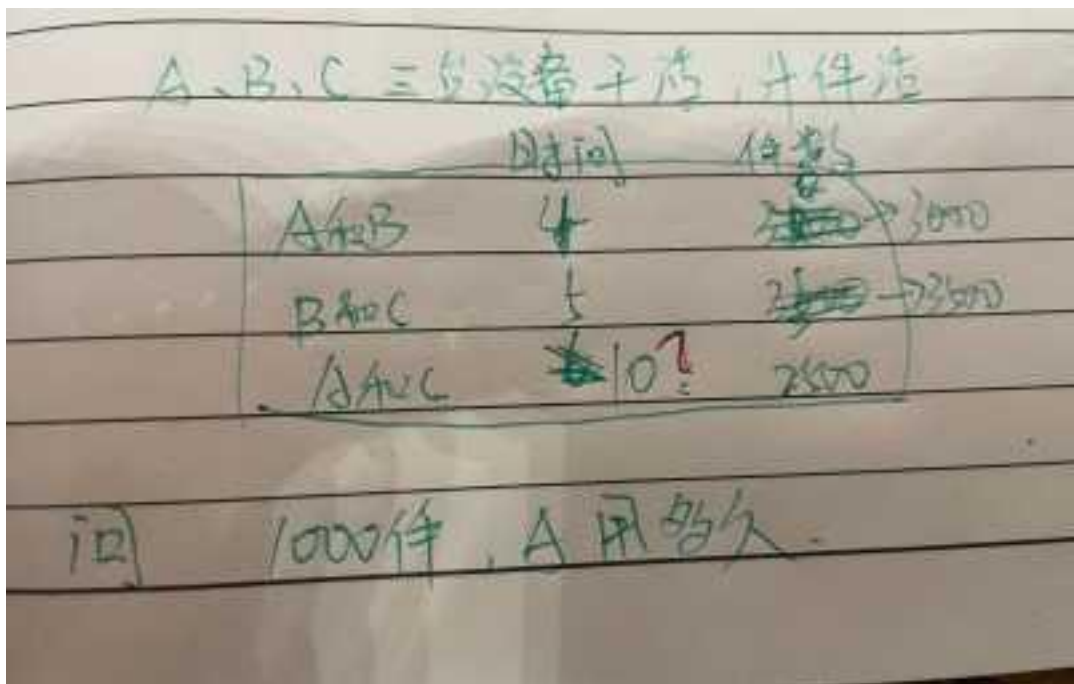 A、B、C 三台设备干活,计件活
时间 件数
A和B 4 →3000
B和C 5 →3500
A和C 10? 2500
问 1000件,A用多久.